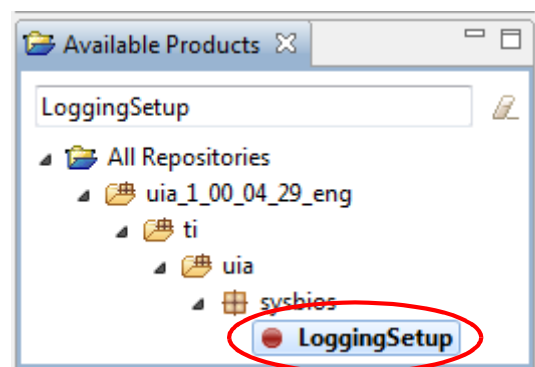 Available Products
LoggingSetup
All Repositories
uia_1_00_04_29_eng
ti
uia
sysbios
LoggingSetup